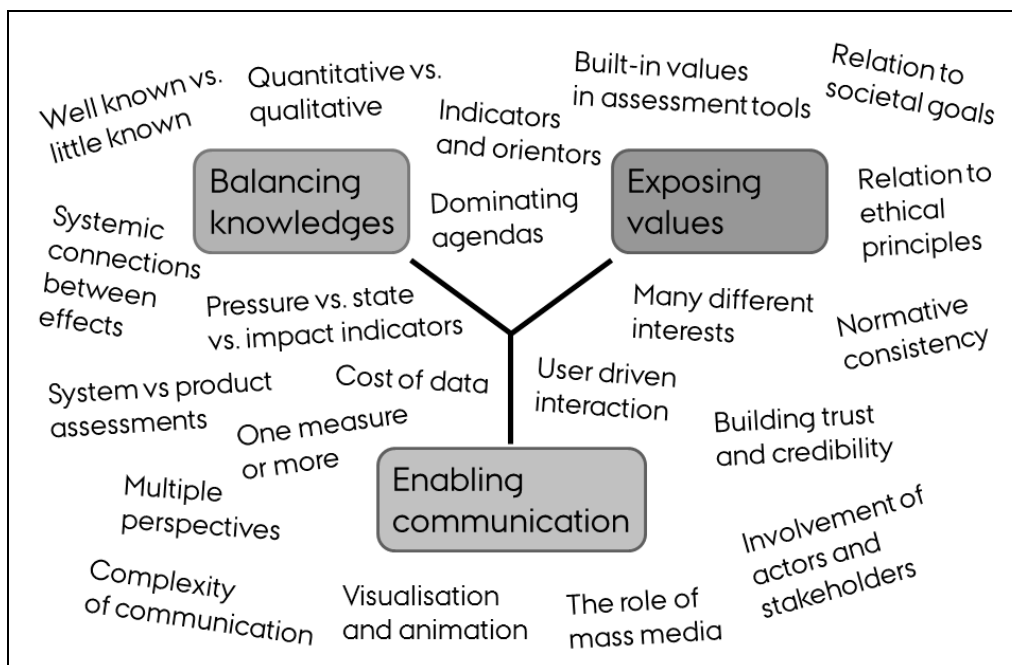 Well known vs.
little known
Quantitative vs.
qualitative
Indicators
and orientors
Built-in values
in assessment tools
Relation to
societal goals
Balancing
knowledges
Dominating
agendas
Exposing
values
Relation to
ethical
principles
Systemic
connections
between
effects
Pressure vs. state
vs. impact indicators
Many different
interests
Normative
consistency
System vs product
assessments
Cost of data
User driven
interaction
One measure
or more
Building trust
and credibility
Enabling
communication
Multiple
perspectives
Involvement of
actors and
stakeholders
Complexity
of communication
Visualisation
and animation
The role of
mass media